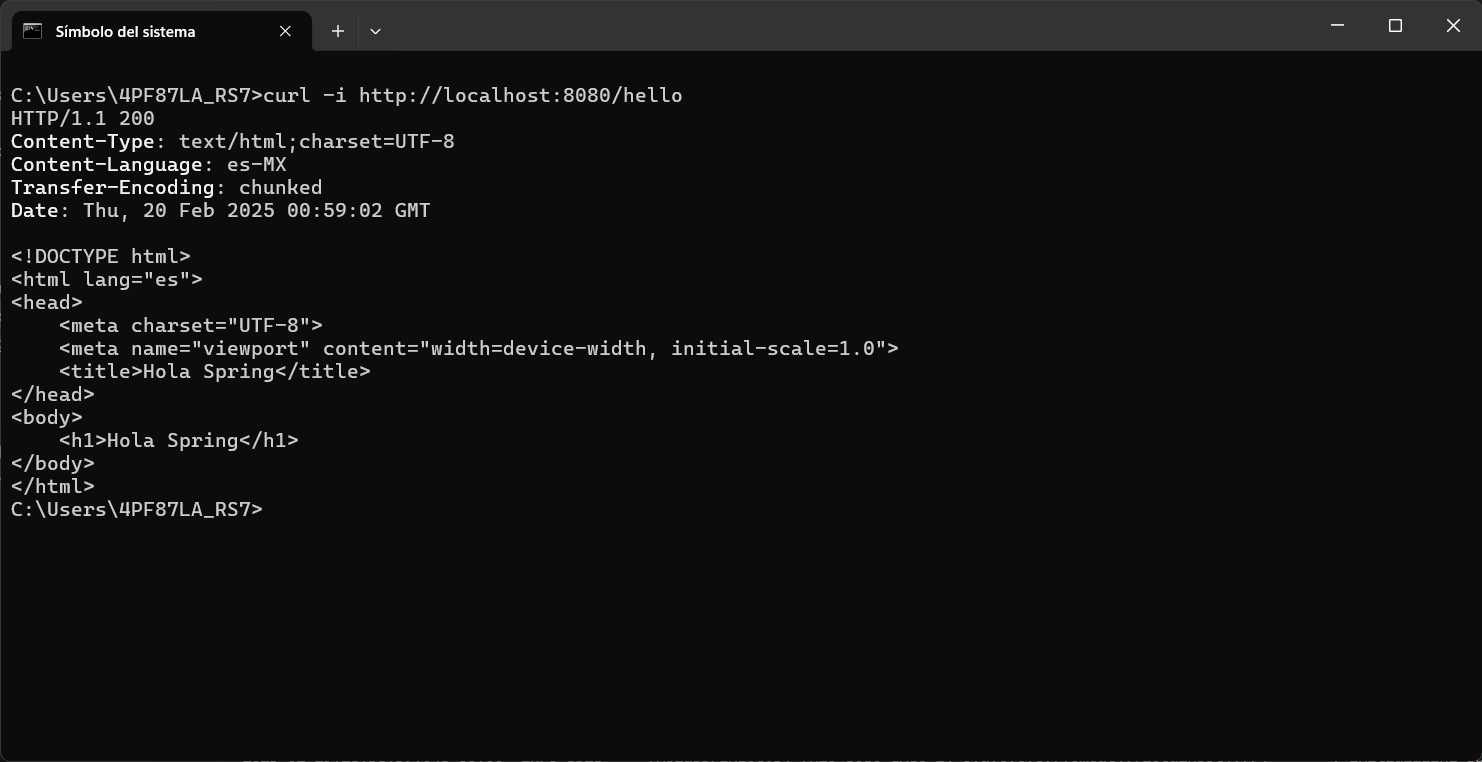 Símbolo del sistema
C:\Users\4PF87LA_RS7>curl -i http://localhost:8080/hello
HTTP/1.1 200
Content-Type: text/html;charset=UTF-8
Content-Language: es-MX
Transfer-Encoding: chunked
Date: Thu, 20 Feb 2025 00:59:02 GMT

<!DOCTYPE html>
<html lang="es">
<head>
    <meta charset="UTF-8">
    <meta name="viewport" content="width=device-width, initial-scale=1.0">
    <title>Hola Spring</title>
</head>
<body>
    <h1>Hola Spring</h1>
</body>
</html>
C:\Users\4PF87LA_RS7>